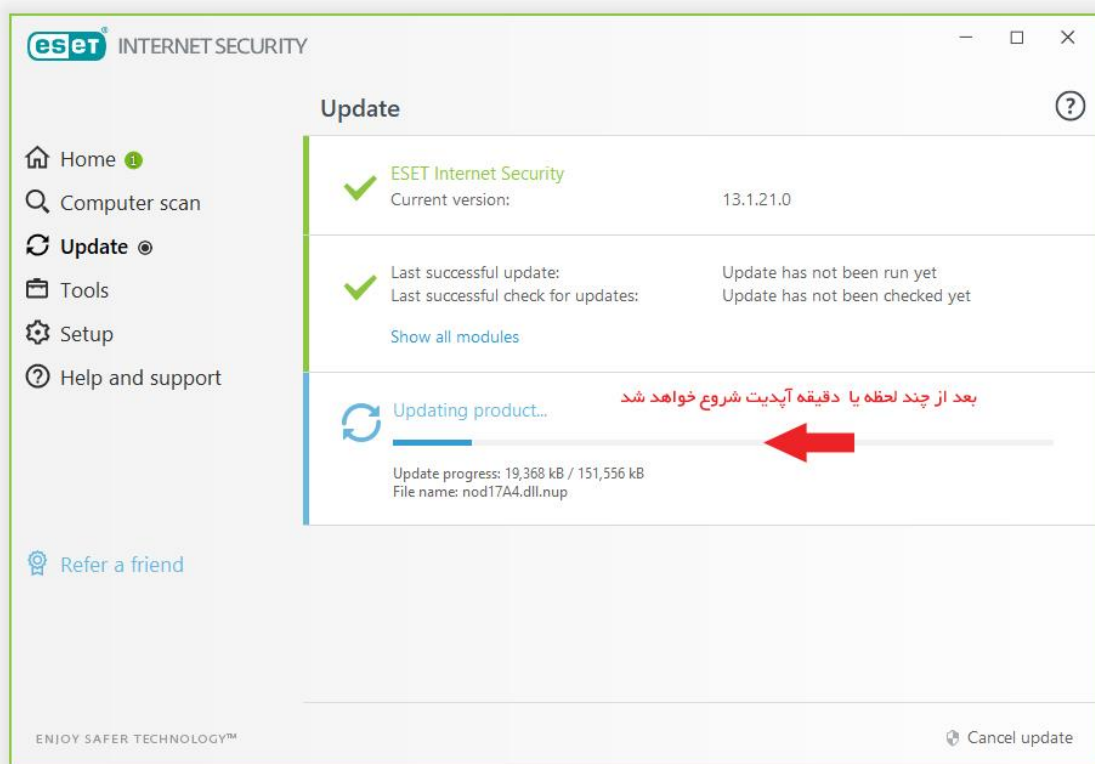 eset® INTERNET SECURITY
Update
Home 1
Computer scan
Update
Tools
Setup
Help and support
Refer a friend
ESET Internet Security
Current version: 13.1.21.0
Last successful update: Update has not been run yet
Last successful check for updates: Update has not been checked yet
Show all modules
Updating product...
بعد از چند لحظه یا دقیقه آپدیت شروع خواهد شد
Update progress: 19,368 kB / 151,556 kB
File name: nod17A4.dll.nup
ENJOY SAFER TECHNOLOGY™
Cancel update